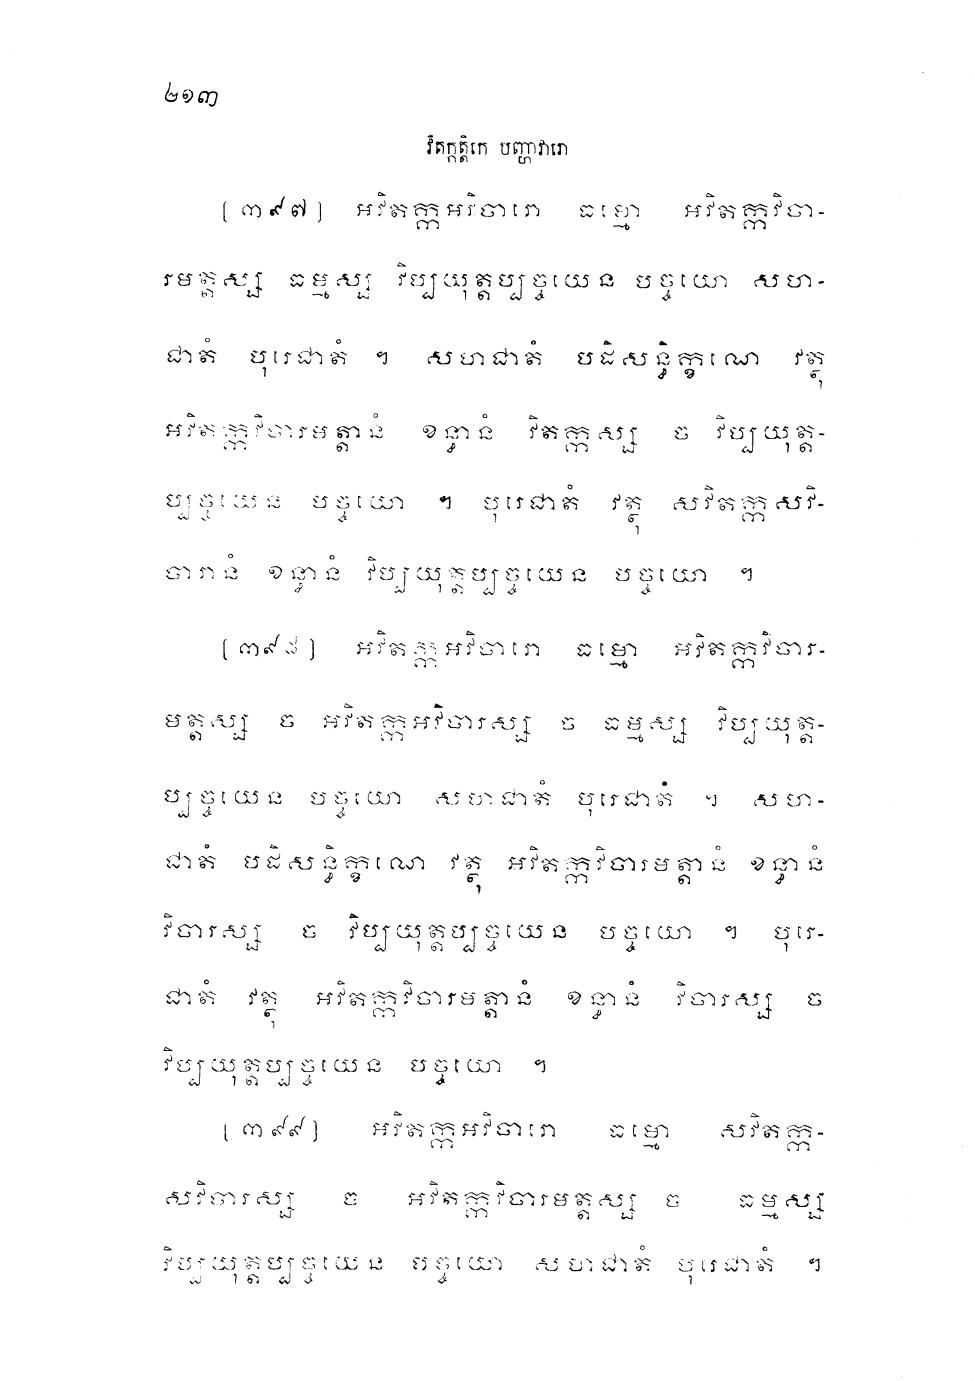 ២១៣
វិតក្កត្តិកេ បញ្ហាវារោ
[៣៩៧] អវិតក្កអវិចារោ ធម្មោ អវិតក្កវិចា-
រមត្តស្ស ធម្មស្ស វិប្បយុត្តប្បច្ចយេន បច្ចយោ សហ-
ជាតំ បុរេជាតំ ។ សហជាតំ បដិសន្ធិក្ខណេ វត្ថុ
អវិតក្កវិចារមត្តានំ ខន្ធានំ វិតក្កស្ស ច វិប្បយុត្ត-
ប្បច្ចយេន បច្ចយោ ។ បុរេជាតំ វត្ថុ សវិតក្កសវិ-
ចារានំ ខន្ធានំ វិប្បយុត្តប្បច្ចយេន បច្ចយោ ។
[៣៩៨] អវិតក្កអវិចារោ ធម្មោ អវិតក្កវិចារ-
មត្តស្ស ច អវិតក្កអវិចារស្ស ច ធម្មស្ស វិប្បយុត្ត-
ប្បច្ចយេន បច្ចយោ សហជាតំ បុរេជាតំ ។ សហ-
ជាតំ បដិសន្ធិក្ខណេ វត្ថុ អវិតក្កវិចារមត្តានំ ខន្ធានំ
វិចារស្ស ច វិប្បយុត្តប្បច្ចយេន បច្ចយោ ។ បុរេ-
ជាតំ វត្ថុ អវិតក្កវិចារមត្តានំ ខន្ធានំ វិចារស្ស ច
វិប្បយុត្តប្បច្ចយេន បច្ចយោ ។
[៣៩៩] អវិតក្កអវិចារោ ធម្មោ សវិតក្ក-
សវិចារស្ស ច អវិតក្កវិចារមត្តស្ស ច ធម្មស្ស
វិប្បយុត្តប្បច្ចយេន បច្ចយោ សហជាតំ បុរេជាតំ ។